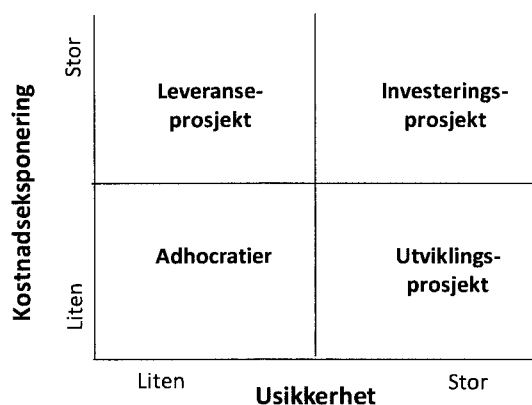 Kostnadseksponering
Stor
Liten
Leveranse-
prosjekt
Investerings-
prosjekt
Adhocratier
Utviklings-
prosjekt
Liten
Usikkerhet
Stor